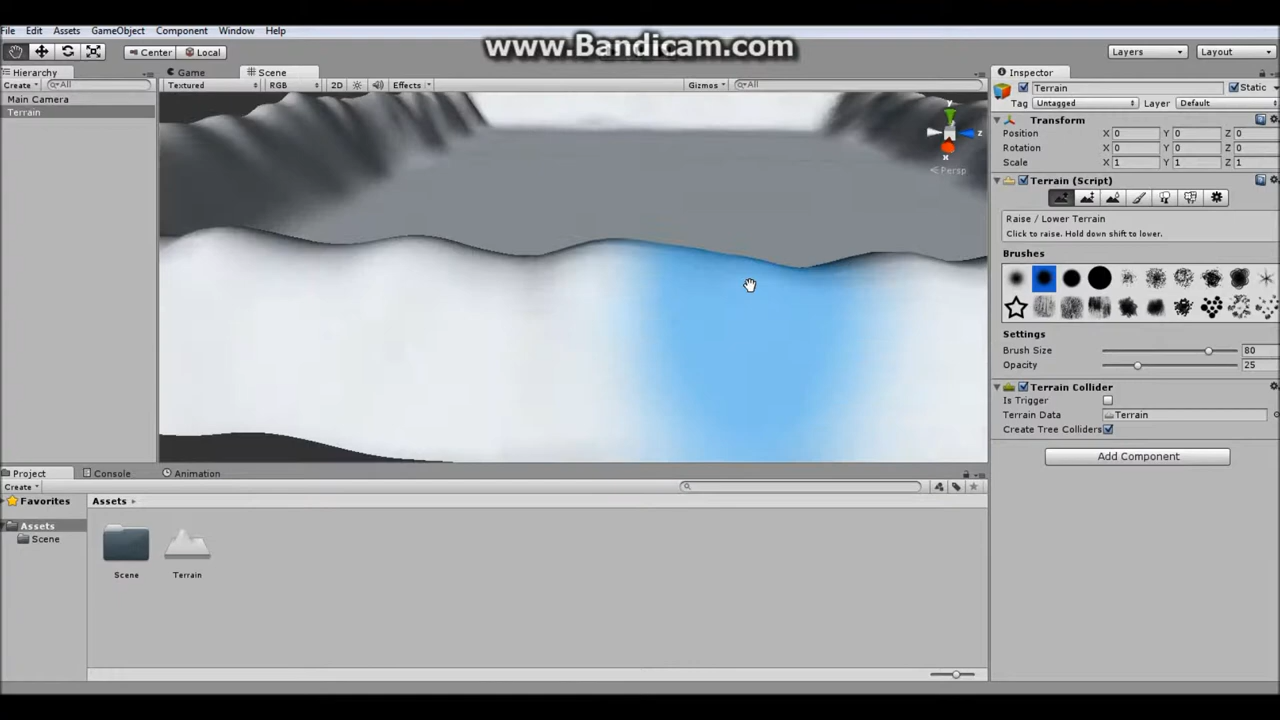 www.Bandicam.com
File Edit Assets GameObject Component Window Help
Center Local Layers Layout
Hierarchy Game Scene Inspector
Create All Textured RGB 2D Effects Gizmos All Terrain Static
Main Camera Tag Untagged Layer Default
Terrain
Transform
Position X 0 Y 0 Z 0
Rotation X 0 Y 0 Z 0
Scale X 1 Y 1 Z 1
y
z
x
Persp
Terrain (Script)
Raise / Lower Terrain
Click to raise. Hold down shift to lower.
Brushes
Settings
Brush Size 80
Opacity 25
Terrain Collider
Is Trigger
Terrain Data Terrain
Create Tree Colliders
Add Component
Project Console Animation
Create
Favorites Assets
Assets
Scene
Scene Terrain